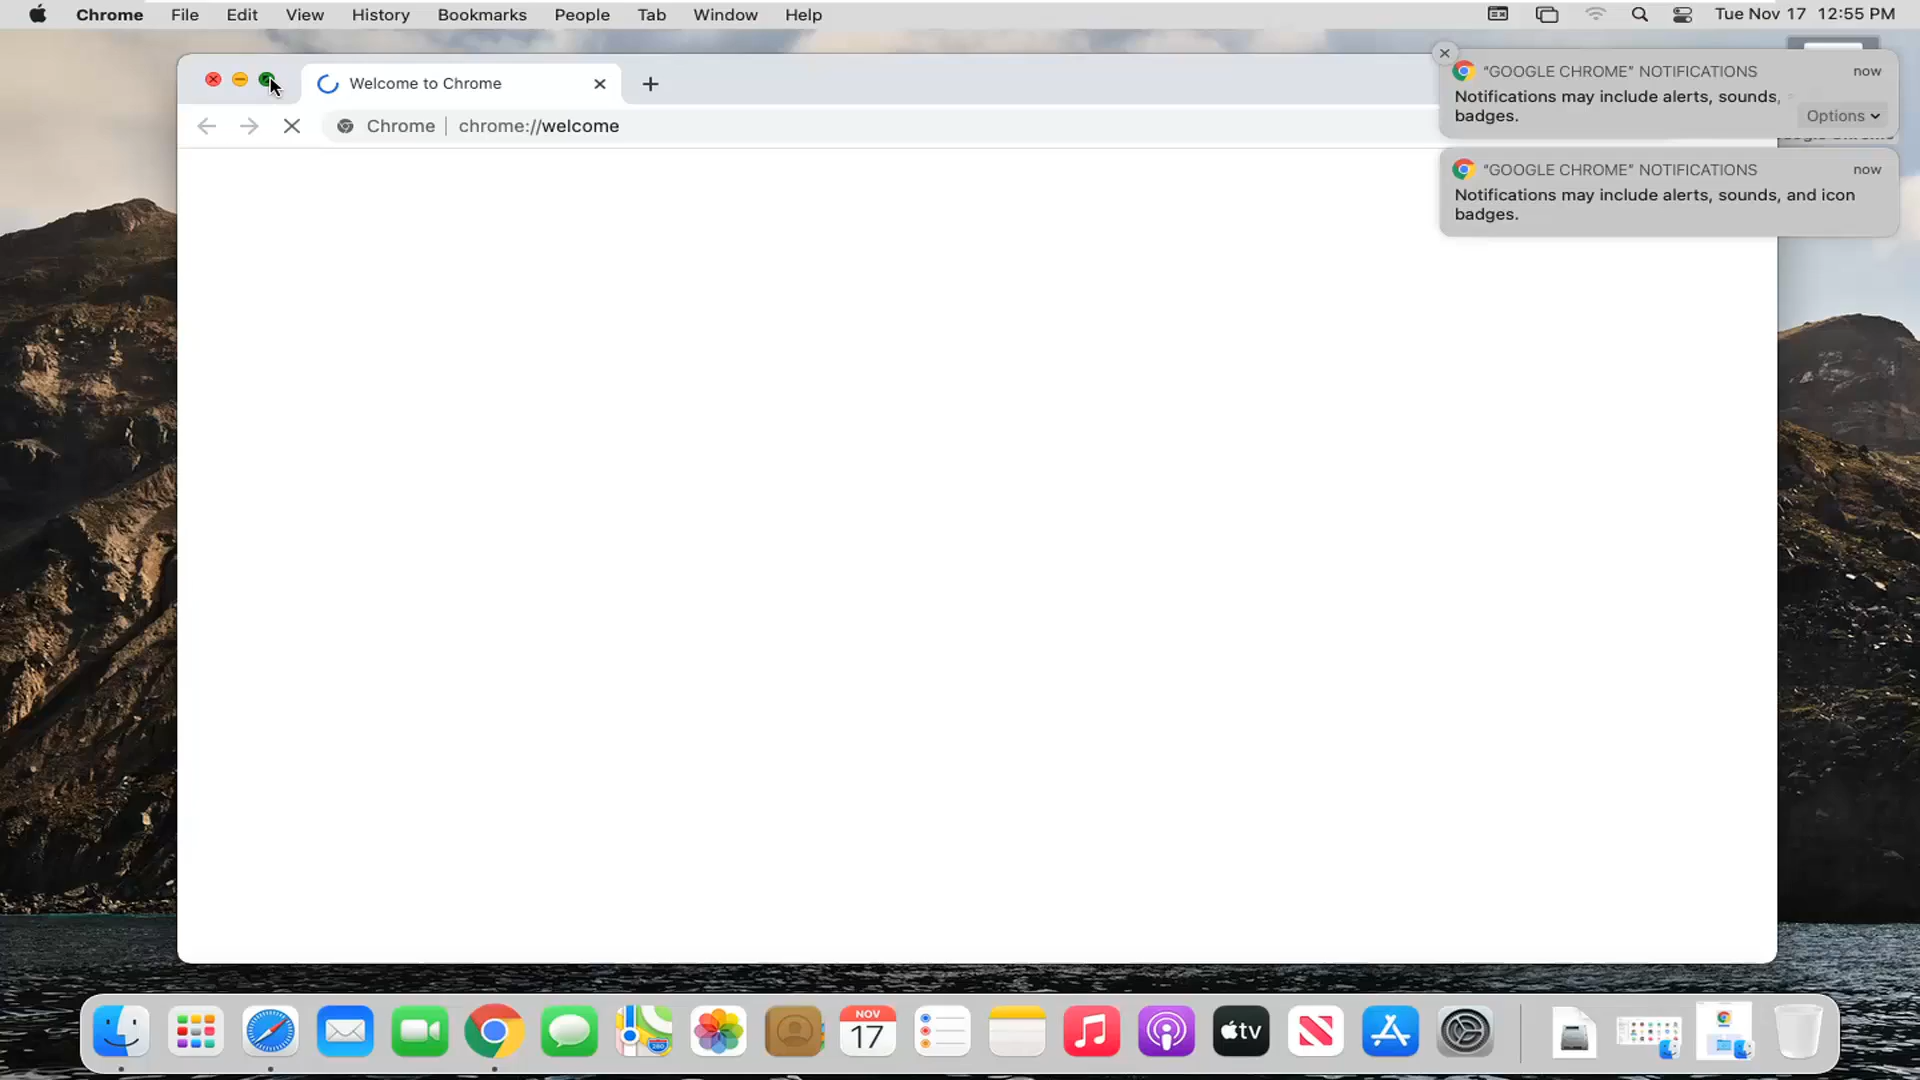 Chrome File Edit View History Bookmarks People Tab Window Help Tue Nov 17 12:55 PM
Welcome to Chrome
Chrome | chrome://welcome
"GOOGLE CHROME" NOTIFICATIONS now
Notifications may include alerts, sounds,
badges. Options
"GOOGLE CHROME" NOTIFICATIONS now
Notifications may include alerts, sounds, and icon
badges.
NOV
17
280
tv